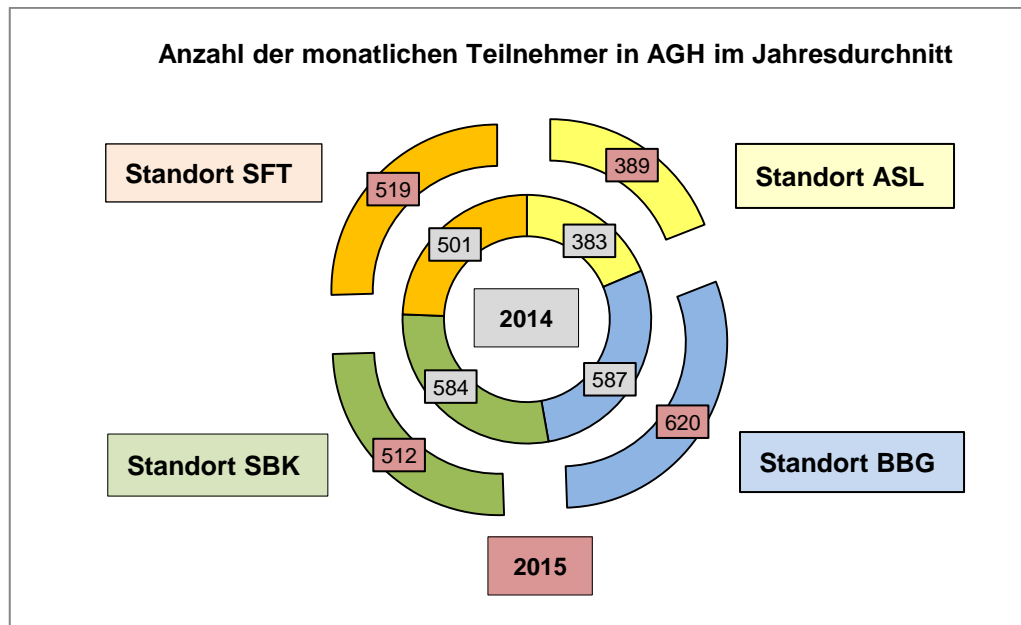 Anzahl der monatlichen Teilnehmer in AGH im Jahresdurchnitt
Standort SFT
519
389
Standort ASL
501
383
2014
584
587
Standort SBK
512
620
Standort BBG
2015